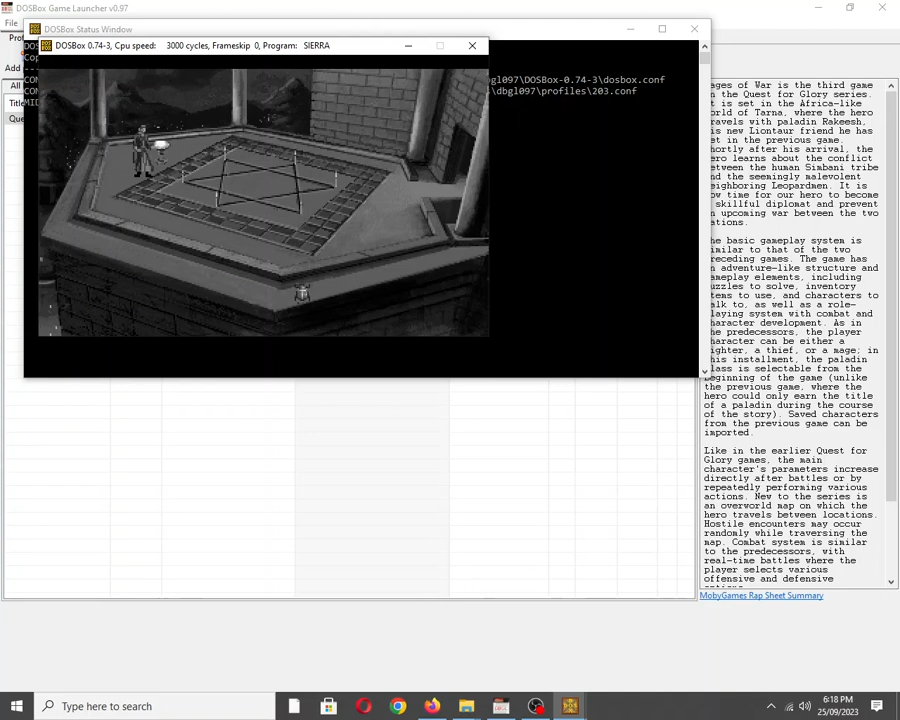 DOSBox Game Launcher v0.97
File
DOSBox Status Window
DOSBox 0.74-3, Cpu speed: 3000 cycles, Frameskip 0, Program: SIERRA
Add
All
Title
bgl097\DOSBox-0.74-3\dosbox.conf
\dbgl097\profiles\203.conf
ages of War is the third game
n the Quest for Glory series.
t is set in the Africa-like
orld of Tarna, where the hero
ravels with paladin Rakeesh,
is new Liontaur friend he has
et in the previous game.
hortly after his arrival, the
ero learns about the conflict
etween the human Simbani tribe
nd the seemingly malevolent
eighboring Leopardmen. It is
ow time for our hero to become
skillful diplomat and prevent
n upcoming war between the two
ations.
he basic gameplay system is
imilar to that of the two
receding games. The game has
n adventure-like structure and
ameplay elements, including
uzzles to solve, inventory
tems to use, and characters to
alk to, as well as a role-
laying system with combat and
haracter development. As in
he predecessors, the player
haracter can be either a
ighter, a thief, or a mage; in
his installment, the paladin
lass is selectable from the
beginning of the game (unlike
the previous game, where the
hero could only earn the title
of a paladin during the course
of the story). Saved characters
from the previous game can be
imported.
Like in the earlier Quest for
Glory games, the main
character's parameters increase
directly after battles or by
repeatedly performing various
actions. New to the series is
an overworld map on which the
hero travels between locations.
Hostile encounters may occur
randomly while traversing the
map. Combat system is similar
to the predecessors, with
real-time battles where the
player selects various
offensive and defensive
MobyGames Rap Sheet Summary
Type here to search
6:18 PM
25/09/2023